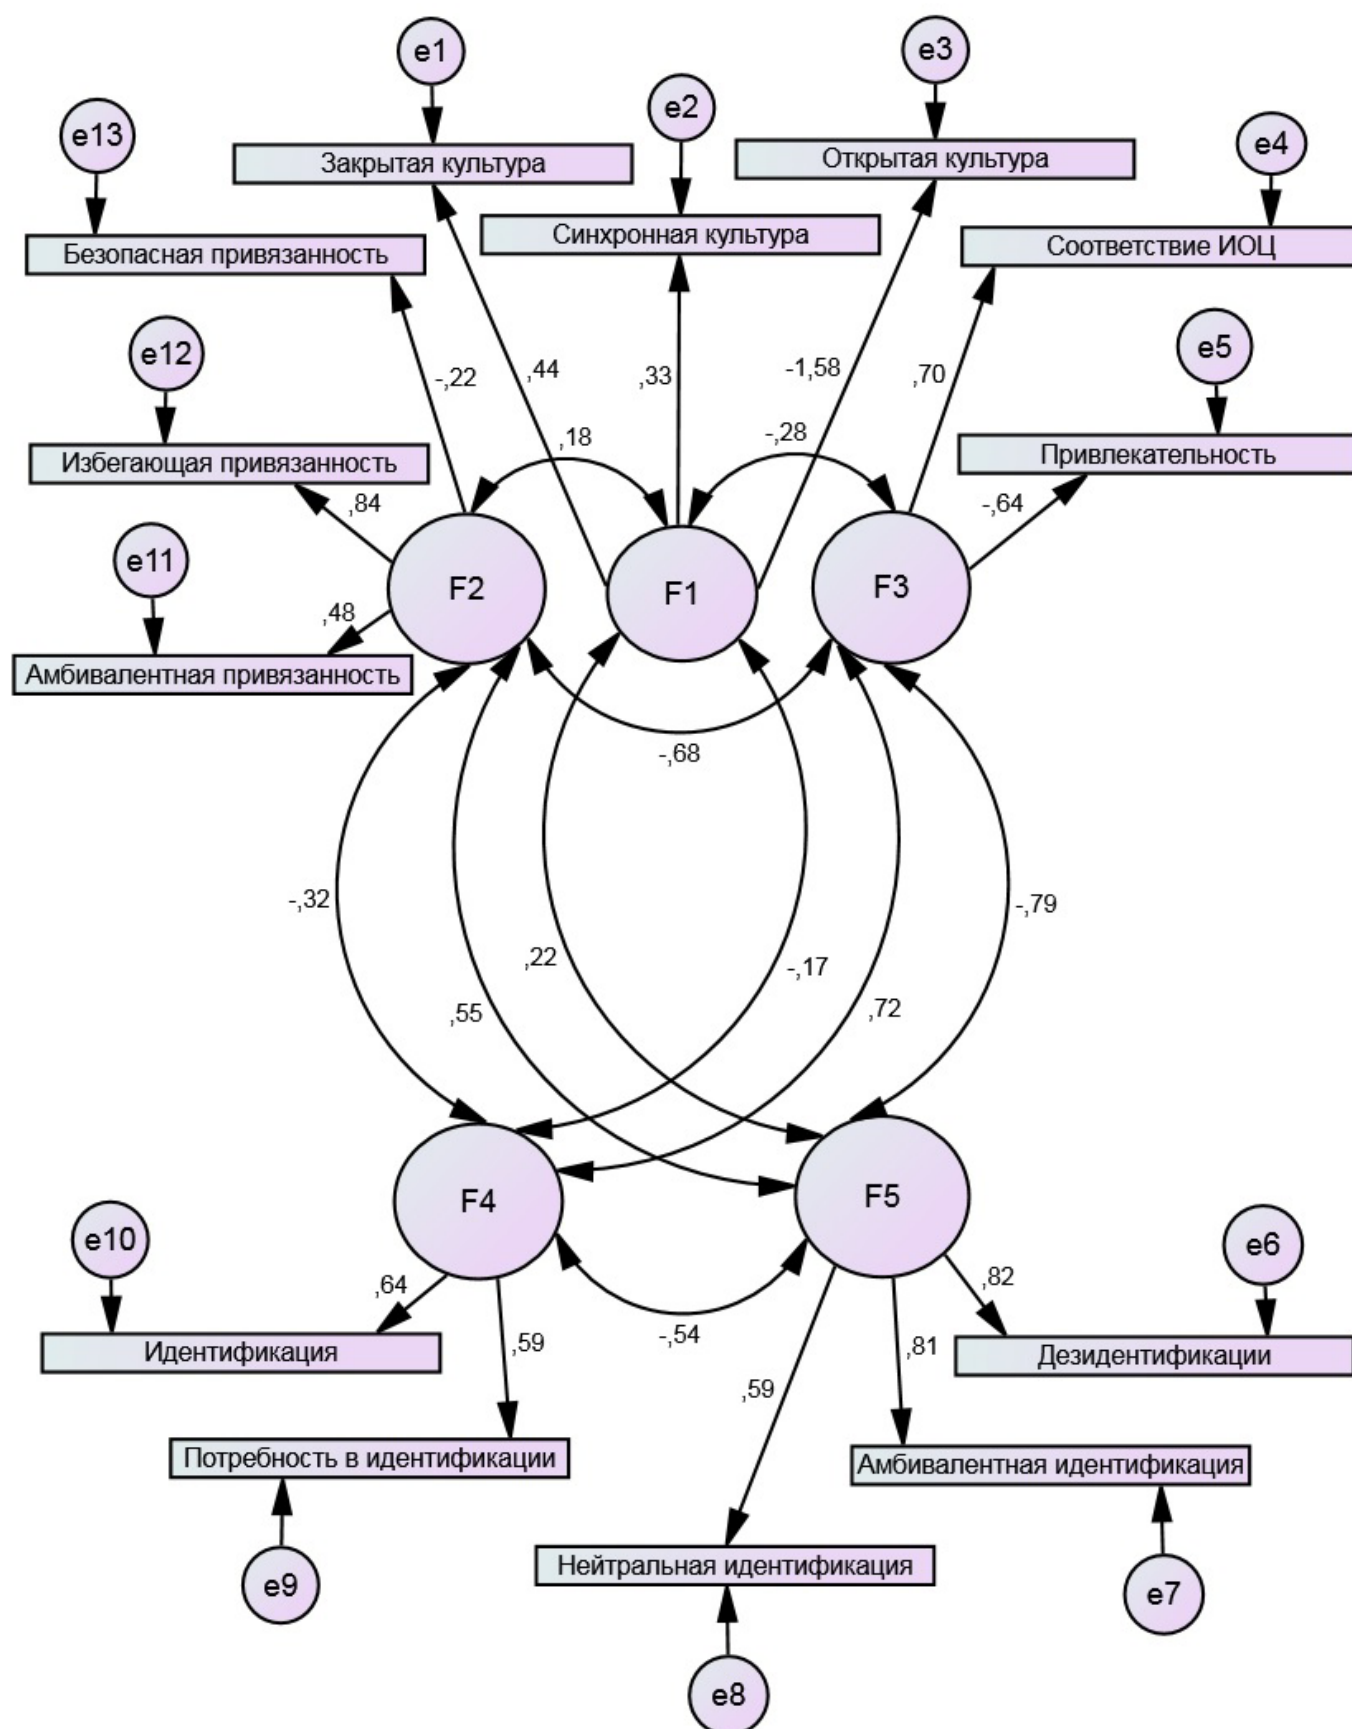 e1
e3
e2
e13
e4
Закрытая культура
Открытая культура
Синхронная культура
Безопасная привязанность
Соответствие ИОЦ
e12
e5
-,22
,44
,33
-1,58
,70
,18
-,28
Избегающая привязанность
Привлекательность
,84
-,64
e11
F2
F1
F3
,48
Амбивалентная привязанность
-,68
-,32
-,79
,22
-,17
,55
,72
F4
F5
e10
e6
,64
,82
,59
-,54
,81
Идентификация
Дезидентификации
,59
Потребность в идентификации
Амбивалентная идентификация
Нейтральная идентификация
e9
e7
e8